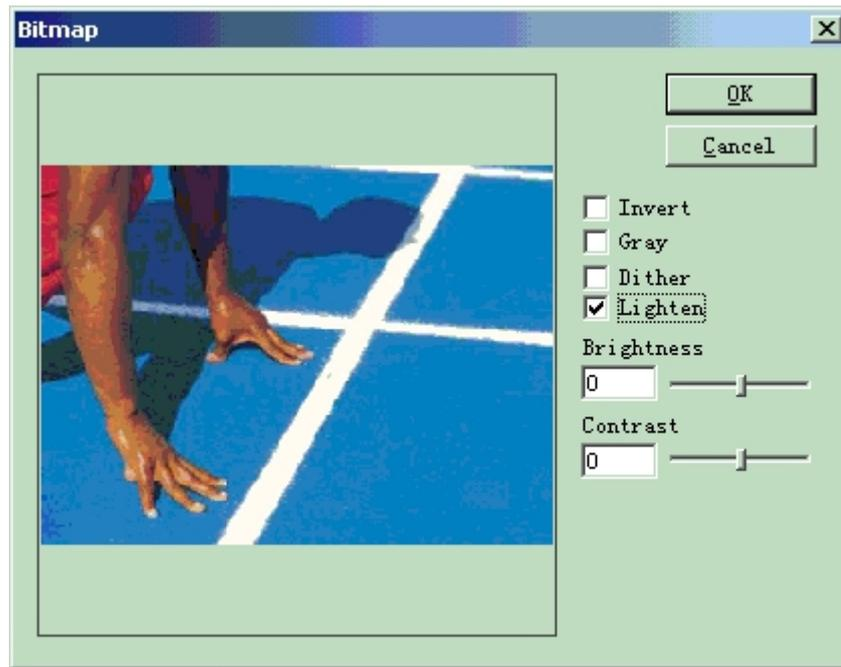 Bitmap
OK
Cancel
Invert
Gray
Dither
Lighten
Brightness
0
Contrast
0